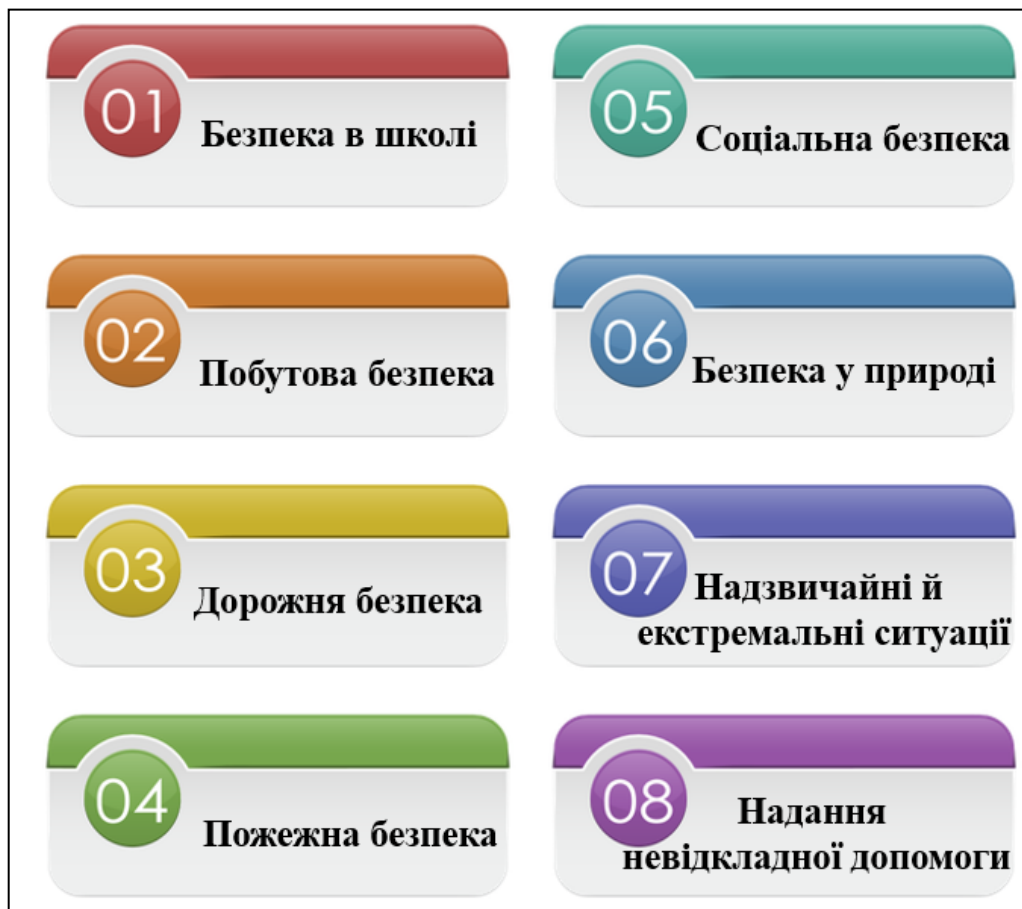 01
Безпека в школі
02
Побутова безпека
03
Дорожня безпека
04
Пожежна безпека
05
Соціальна безпека
06
Безпека у природі
07
Надзвичайні й
екстремальні ситуації
08
Надання
невідкладної допомоги